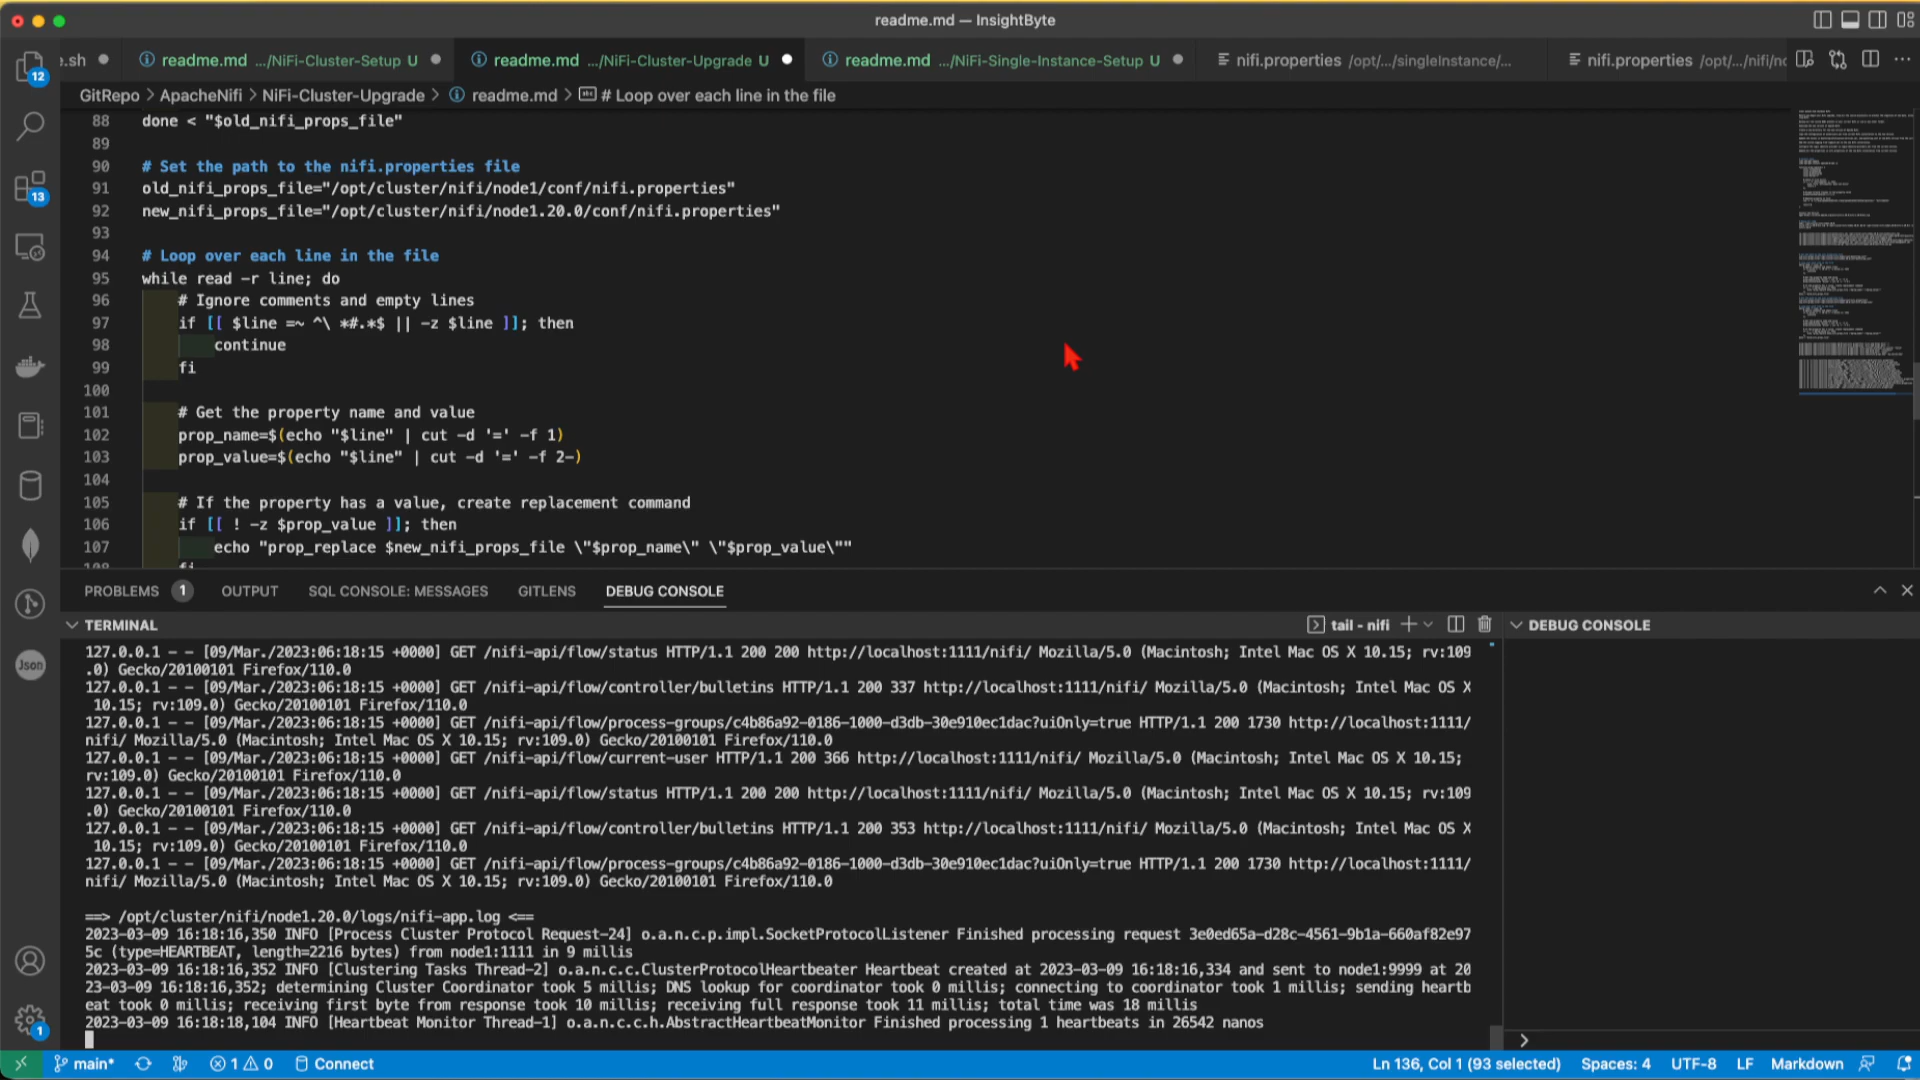 readme.md — InsightByte
.sh
readme.md .../NiFi-Cluster-Setup U
readme.md .../NiFi-Cluster-Upgrade U
readme.md .../NiFi-Single-Instance-Setup U
nifi.properties /opt/.../singleInstance/...
nifi.properties /opt/.../nifi/nc
GitRepo > ApacheNifi > NiFi-Cluster-Upgrade > readme.md > # Loop over each line in the file
88 done < "$old_nifi_props_file"
89
90 # Set the path to the nifi.properties file
91 old_nifi_props_file="/opt/cluster/nifi/node1/conf/nifi.properties"
92 new_nifi_props_file="/opt/cluster/nifi/node1.20.0/conf/nifi.properties"
93
94 # Loop over each line in the file
95 while read -r line; do
96 # Ignore comments and empty lines
97 if [[ $line =~ ^\ *#.*$ || -z $line ]]; then
98 continue
99 fi
100
101 # Get the property name and value
102 prop_name=$(echo "$line" | cut -d '=' -f 1)
103 prop_value=$(echo "$line" | cut -d '=' -f 2-)
104
105 # If the property has a value, create replacement command
106 if [[ ! -z $prop_value ]]; then
107 echo "prop_replace $new_nifi_props_file \"$prop_name\" \"$prop_value\""
108 fi
12
13
Json
1
PROBLEMS 1 OUTPUT SQL CONSOLE: MESSAGES GITLENS DEBUG CONSOLE
TERMINAL
tail - nifi
DEBUG CONSOLE
127.0.0.1 - - [09/Mar./2023:06:18:15 +0000] GET /nifi-api/flow/status HTTP/1.1 200 200 http://localhost:1111/nifi/ Mozilla/5.0 (Macintosh; Intel Mac OS X 10.15; rv:109
.0) Gecko/20100101 Firefox/110.0
127.0.0.1 - - [09/Mar./2023:06:18:15 +0000] GET /nifi-api/flow/controller/bulletins HTTP/1.1 200 337 http://localhost:1111/nifi/ Mozilla/5.0 (Macintosh; Intel Mac OS X
10.15; rv:109.0) Gecko/20100101 Firefox/110.0
127.0.0.1 - - [09/Mar./2023:06:18:15 +0000] GET /nifi-api/flow/process-groups/c4b86a92-0186-1000-d3db-30e910ec1dac?uiOnly=true HTTP/1.1 200 1730 http://localhost:1111/
nifi/ Mozilla/5.0 (Macintosh; Intel Mac OS X 10.15; rv:109.0) Gecko/20100101 Firefox/110.0
127.0.0.1 - - [09/Mar./2023:06:18:15 +0000] GET /nifi-api/flow/current-user HTTP/1.1 200 366 http://localhost:1111/nifi/ Mozilla/5.0 (Macintosh; Intel Mac OS X 10.15;
rv:109.0) Gecko/20100101 Firefox/110.0
127.0.0.1 - - [09/Mar./2023:06:18:15 +0000] GET /nifi-api/flow/status HTTP/1.1 200 200 http://localhost:1111/nifi/ Mozilla/5.0 (Macintosh; Intel Mac OS X 10.15; rv:109
.0) Gecko/20100101 Firefox/110.0
127.0.0.1 - - [09/Mar./2023:06:18:15 +0000] GET /nifi-api/flow/controller/bulletins HTTP/1.1 200 353 http://localhost:1111/nifi/ Mozilla/5.0 (Macintosh; Intel Mac OS X
10.15; rv:109.0) Gecko/20100101 Firefox/110.0
127.0.0.1 - - [09/Mar./2023:06:18:15 +0000] GET /nifi-api/flow/process-groups/c4b86a92-0186-1000-d3db-30e910ec1dac?uiOnly=true HTTP/1.1 200 1730 http://localhost:1111/
nifi/ Mozilla/5.0 (Macintosh; Intel Mac OS X 10.15; rv:109.0) Gecko/20100101 Firefox/110.0
==> /opt/cluster/nifi/node1.20.0/logs/nifi-app.log <==
2023-03-09 16:18:16,350 INFO [Process Cluster Protocol Request-24] o.a.n.c.p.impl.SocketProtocolListener Finished processing request 3e0ed65a-d28c-4561-9b1a-660af82e97
5c (type=HEARTBEAT, length=2216 bytes) from node1:1111 in 9 millis
2023-03-09 16:18:16,352 INFO [Clustering Tasks Thread-2] o.a.n.c.c.ClusterProtocolHeartbeater Heartbeat created at 2023-03-09 16:18:16,334 and sent to node1:9999 at 20
23-03-09 16:18:16,352; determining Cluster Coordinator took 5 millis; DNS lookup for coordinator took 0 millis; connecting to coordinator took 1 millis; sending heartb
eat took 0 millis; receiving first byte from response took 10 millis; receiving full response took 11 millis; total time was 18 millis
2023-03-09 16:18:18,104 INFO [Heartbeat Monitor Thread-1] o.a.n.c.c.h.AbstractHeartbeatMonitor Finished processing 1 heartbeats in 26542 nanos
main* 1 0 Connect
Ln 136, Col 1 (93 selected) Spaces: 4 UTF-8 LF Markdown